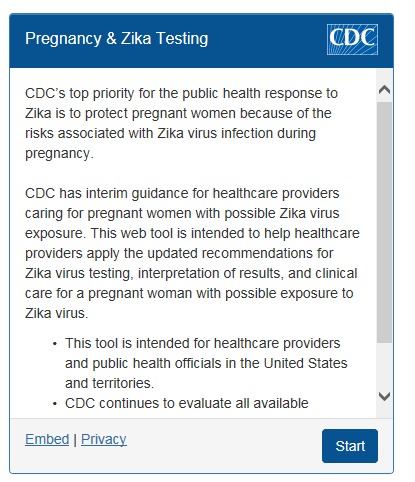 Pregnancy & Zika Testing
CDC
CDC's top priority for the public health response to
Zika is to protect pregnant women because of the
risks associated with Zika virus infection during
pregnancy.
CDC has interim guidance for healthcare providers
caring for pregnant women with possible Zika virus
exposure. This web tool is intended to help healthcare
providers apply the updated recommendations for
Zika virus testing, interpretation of results, and clinical
care for a pregnant woman with possible exposure to
Zika virus.
• This tool is intended for healthcare providers
and public health officials in the United States
and territories.
• CDC continues to evaluate all available
Embed | Privacy
Start